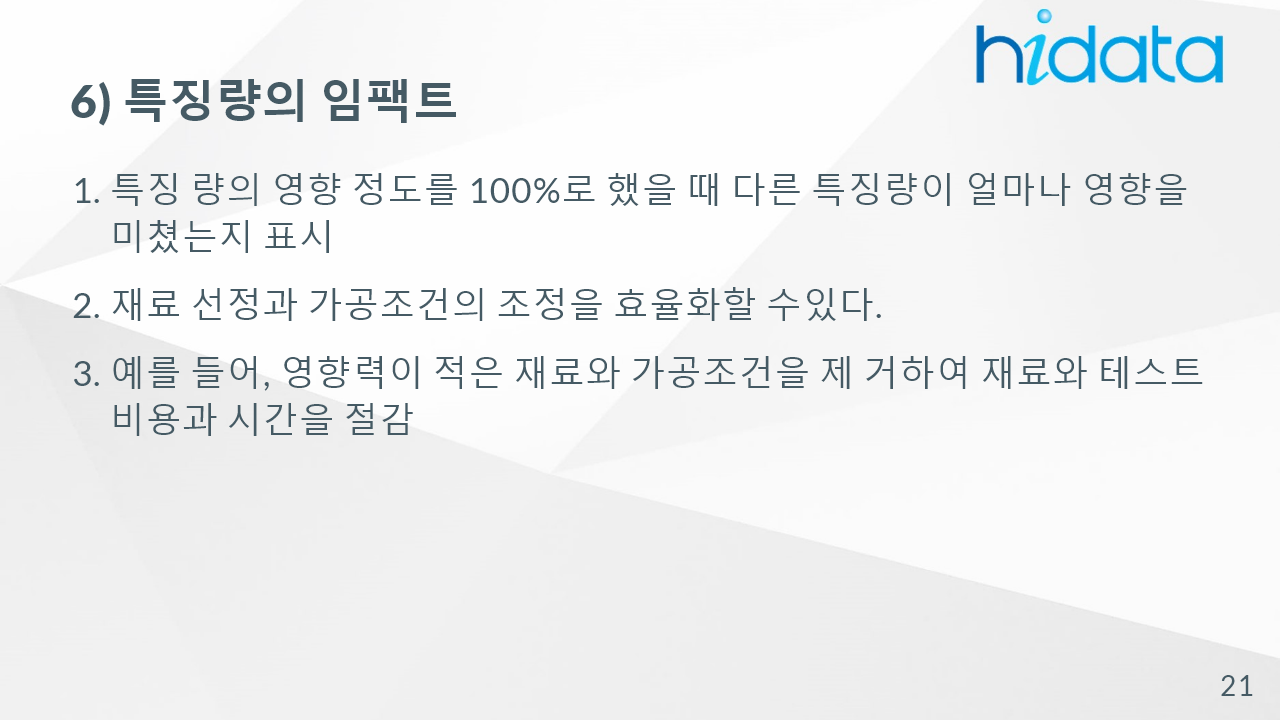 hidata
6) 특징량의 임팩트
1. 특징 량의 영향 정도를 100%로 했을 때 다른 특징량이 얼마나 영향을
미쳤는지 표시
2. 재료 선정과 가공조건의 조정을 효율화할 수있다.
3. 예를 들어, 영향력이 적은 재료와 가공조건을 제 거하여 재료와 테스트
비용과 시간을 절감
21